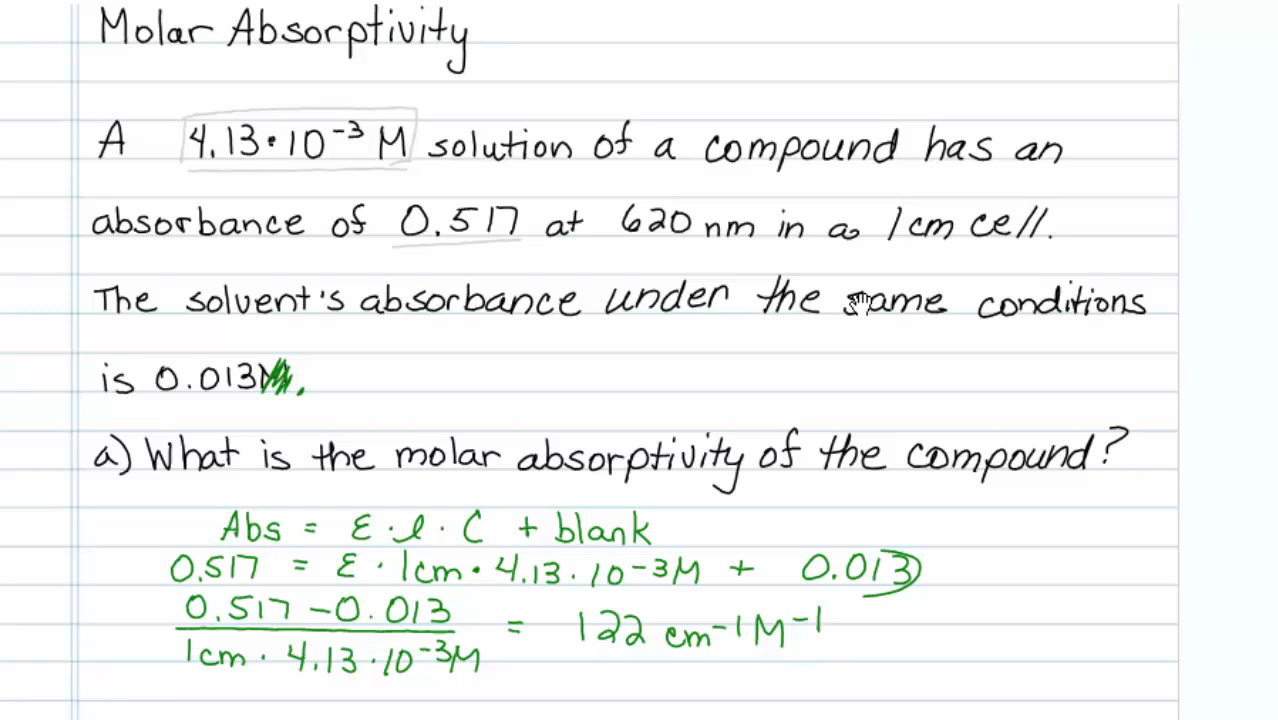 Molar Absorptivity
A 4.13·10⁻³ M solution of a compound has an
absorbance of 0.517 at 620 nm in a 1cm cell.
The solvent's absorbance under the same conditions
is 0.013
a) What is the molar absorptivity of the compound?
Abs = ε·l·C + blank
0.517 = ε·1cm·4.13·10⁻³M + 0.013
0.517 − 0.013
1cm·4.13·10⁻³M = 122 cm⁻¹M⁻¹